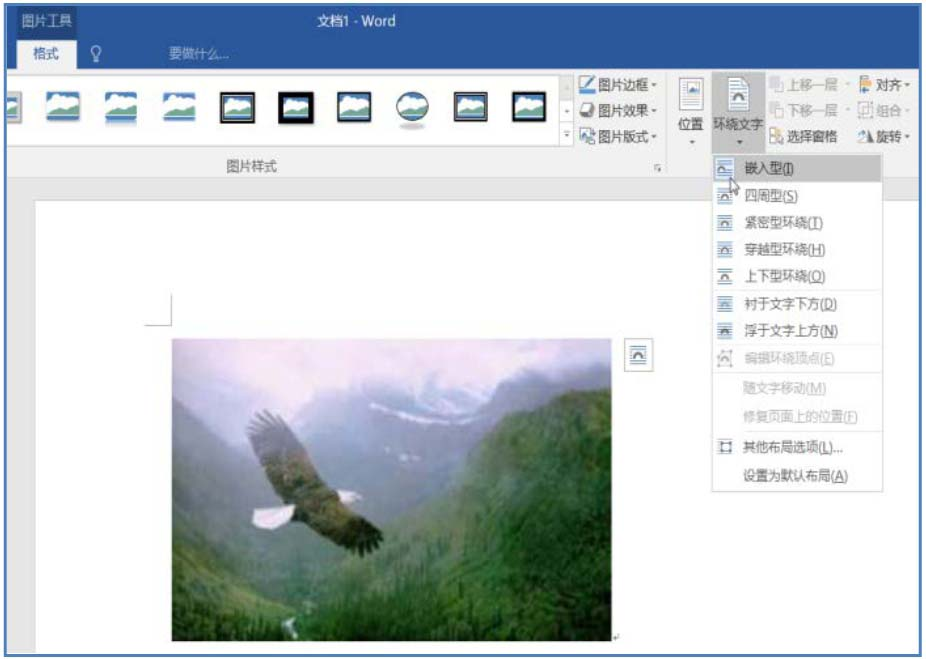 图片工具
文档1 - Word
格式
要做什么...
图片边框
图片效果
图片版式
位置
环绕文字
上移一层
下移一层
选择窗格
对齐
组合
旋转
图片样式
嵌入型(I)
四周型(S)
紧密型环绕(T)
穿越型环绕(H)
上下型环绕(O)
衬于文字下方(D)
浮于文字上方(N)
编辑环绕顶点(E)
随文字移动(M)
修复页面上的位置(F)
其他布局选项(L)...
设置为默认布局(A)